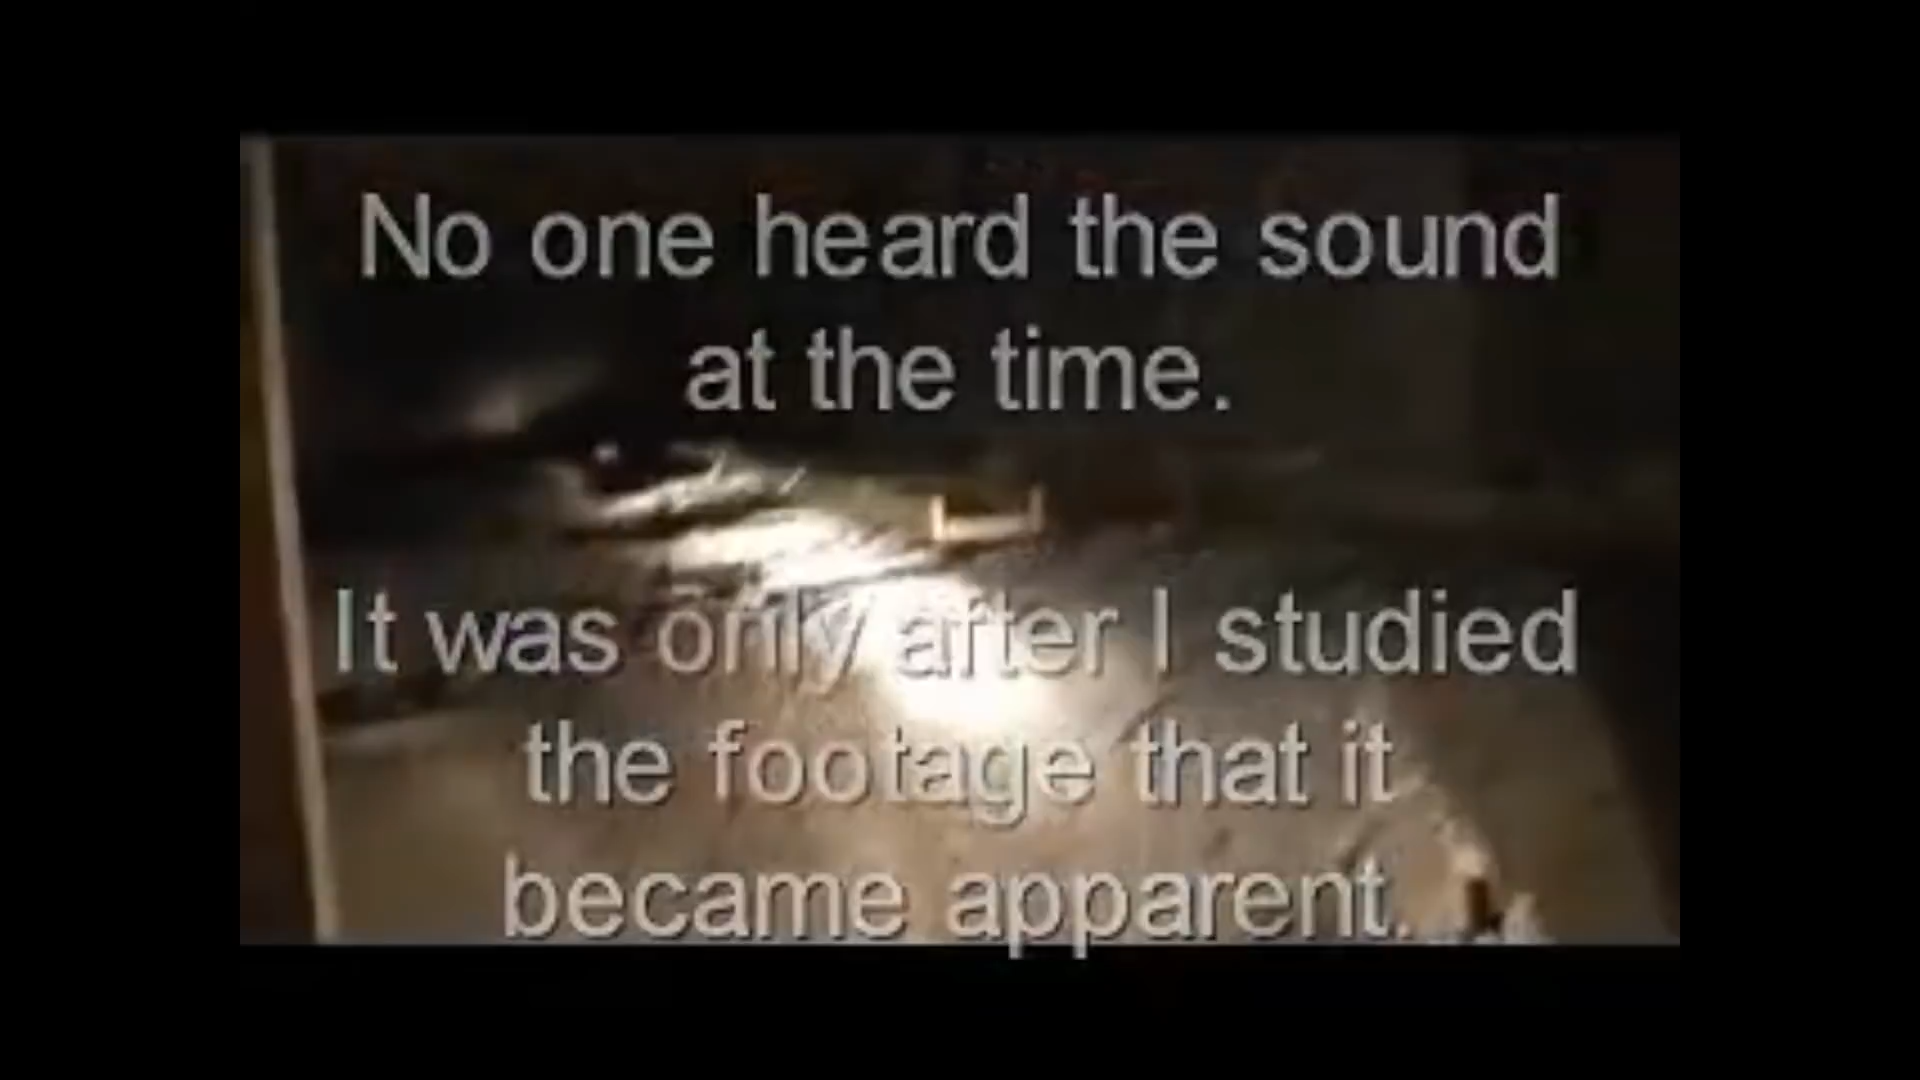 No one heard the sound
at the time.
It was only after I studied
the footage that it
became apparent.